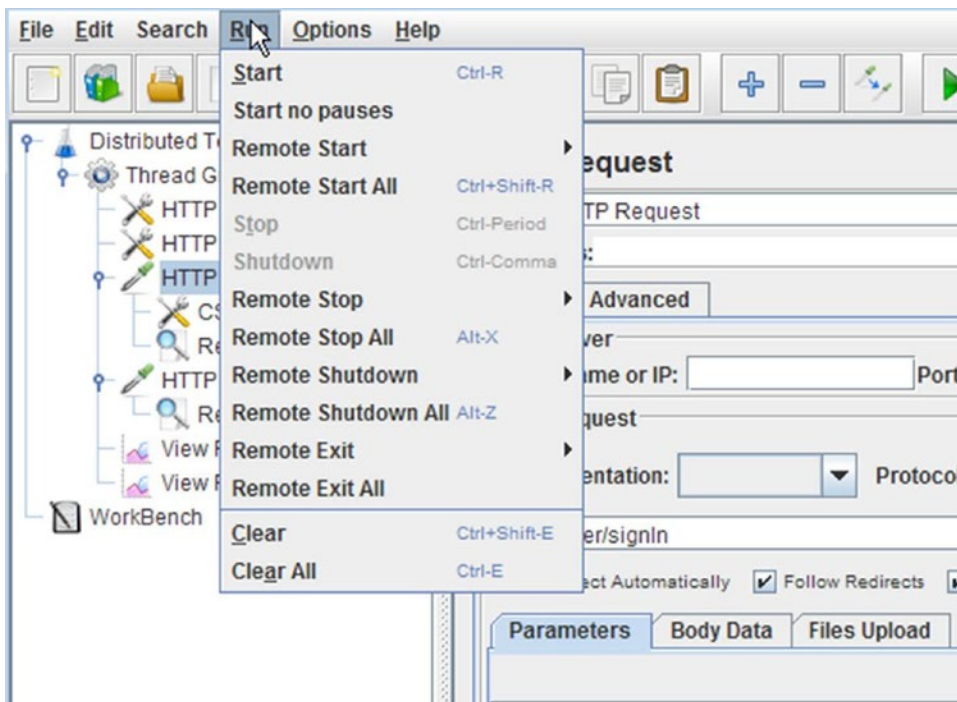 File Edit Search Run Options Help
Start Ctrl-R
Start no pauses
Remote Start
Remote Start All Ctrl+Shift-R
Stop Ctrl-Period
Shutdown Ctrl-Comma
Remote Stop
Remote Stop All Alt-X
Remote Shutdown
Remote Shutdown All Alt-Z
Remote Exit
Remote Exit All
Clear Ctrl+Shift-E
Clear All Ctrl-E
Distributed Te
Thread G
HTTP
HTTP
HTTP
CS
Re
HTTP
Re
View R
View R
WorkBench
equest
TP Request
s:
Advanced
ver
ame or IP: Port
quest
entation: Protoco
er/signIn
ect Automatically Follow Redirects
Parameters Body Data Files Upload